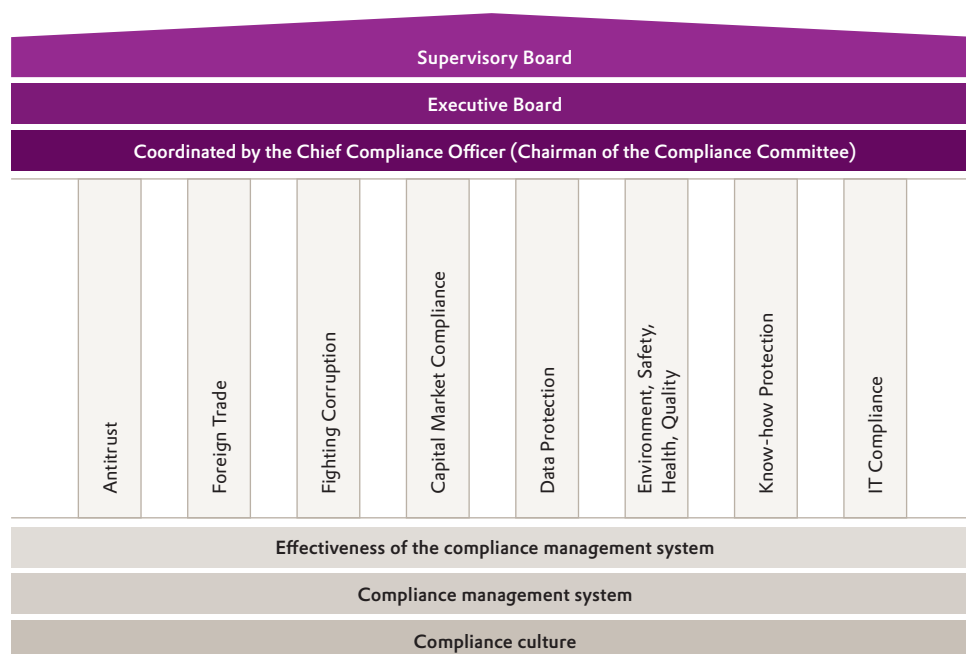 Supervisory Board
Executive Board
Coordinated by the Chief Compliance Officer (Chairman of the Compliance Committee)
Antitrust
Foreign Trade
Fighting Corruption
Capital Market Compliance
Data Protection
Environment, Safety,
Health, Quality
Know-how Protection
IT Compliance
Effectiveness of the compliance management system
Compliance management system
Compliance culture